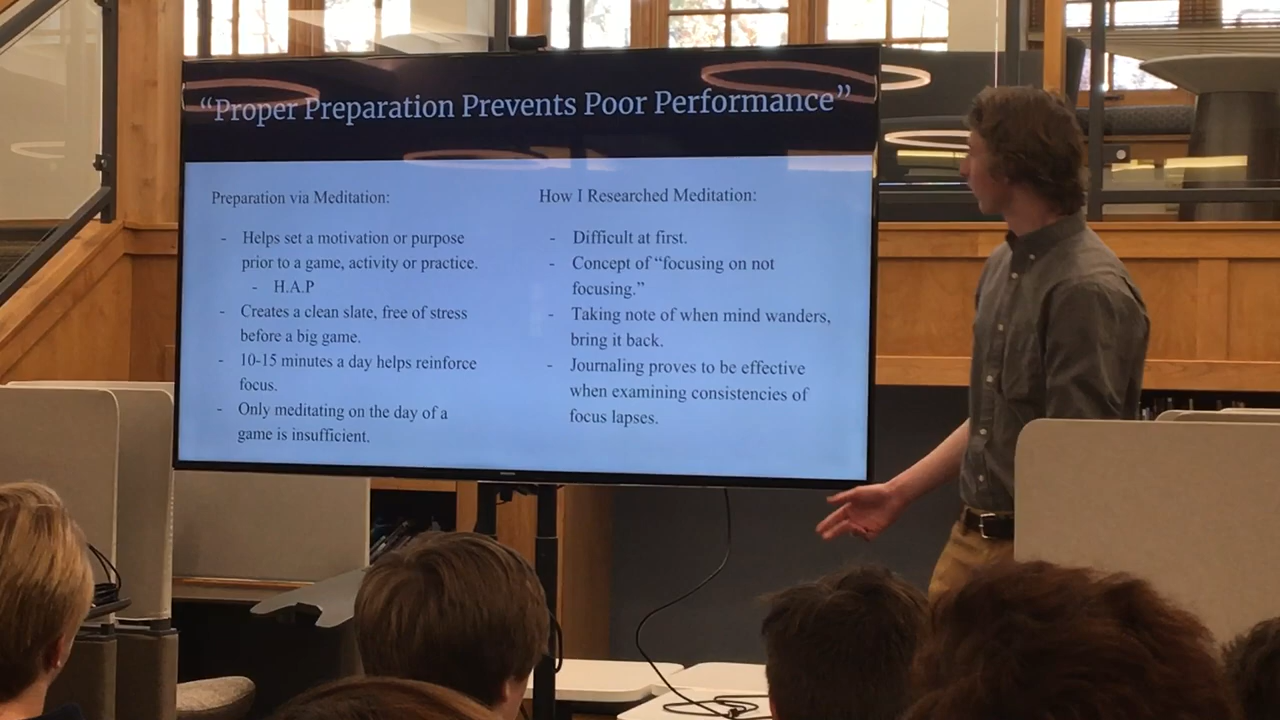 “Proper Preparation Prevents Poor Performance”
Preparation via Meditation:
- Helps set a motivation or purpose
prior to a game, activity or practice.
- H.A.P
- Creates a clean slate, free of stress
before a big game.
- 10-15 minutes a day helps reinforce
focus.
- Only meditating on the day of a
game is insufficient.
How I Researched Meditation:
- Difficult at first.
- Concept of “focusing on not
focusing.”
- Taking note of when mind wanders,
bring it back.
- Journaling proves to be effective
when examining consistencies of
focus lapses.